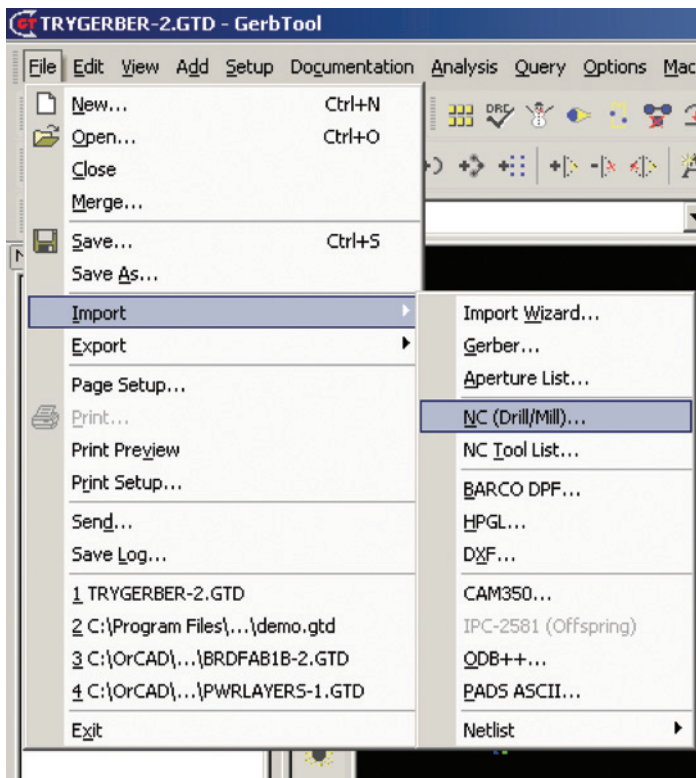 TRYGERBER-2.GTD - GerbTool
File Edit View Add Setup Documentation Analysis Query Options Mac
New... Ctrl+N
Open... Ctrl+O
Close
Merge...
Save... Ctrl+S
Save As...
Import
Export
Page Setup...
Print...
Print Preview
Print Setup...
Send...
Save Log...
1 TRYGERBER-2.GTD
2 C:\Program Files\...\demo.gtd
3 C:\OrCAD\...\BRDFAB1B-2.GTD
4 C:\OrCAD\...\PWRLAYERS-1.GTD
Exit
Import Wizard...
Gerber...
Aperture List...
NC (Drill/Mill)...
NC Tool List...
BARCO DPF...
HPGL...
DXF...
CAM350...
IPC-2581 (Offspring)
ODB++...
PADS ASCII...
Netlist
DRC